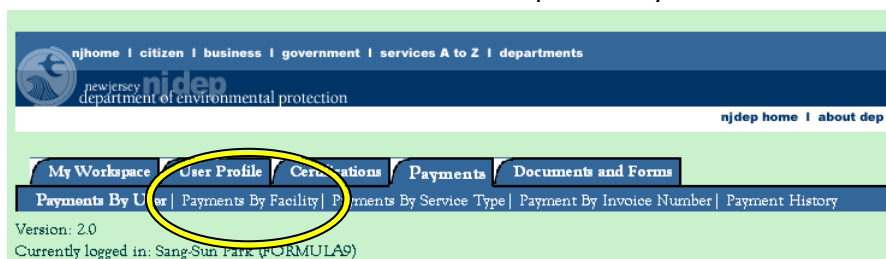 njhome I citizen I business I government I services A to Z I departments
newjersey njdep
department of environmental protection
njdep home I about dep
My Workspace User Profile Certifications Payments Documents and Forms
Payments By User | Payments By Facility | Payments By Service Type | Payment By Invoice Number | Payment History
Version: 2.0
Currently logged in: Sang-Sun Park (FORMULA9)